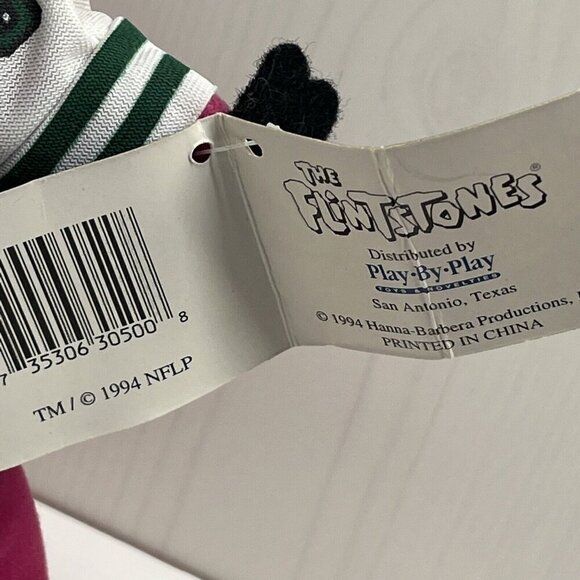 7 35306 30500 8
TM / © 1994 NFLP
THE
FLINTSTONES®
Distributed by
Play·By·Play
TOYS & NOVELTIES
San Antonio, Texas
© 1994 Hanna-Barbera Productions,
PRINTED IN CHINA